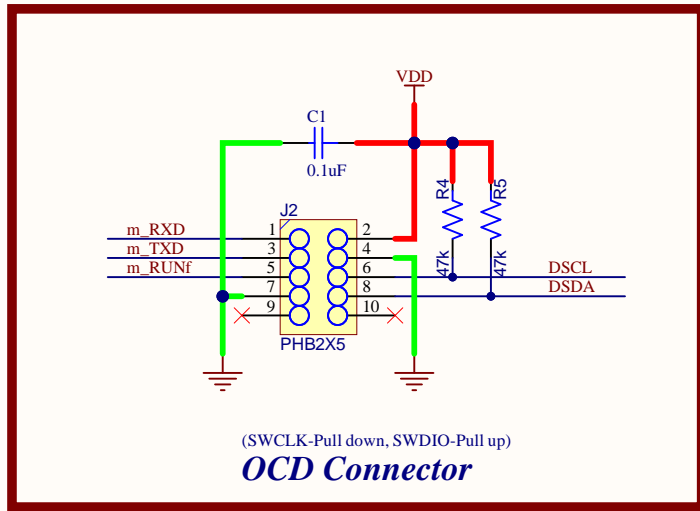 VDD
C1
0.1uF
R4
R5
47k
47k
J2
m_RXD
1
2
m_TXD
3
4
m_RUNf
5
6
DSCL
7
8
DSDA
9
10
PHB2X5
(SWCLK-Pull down, SWDIO-Pull up)
OCD Connector